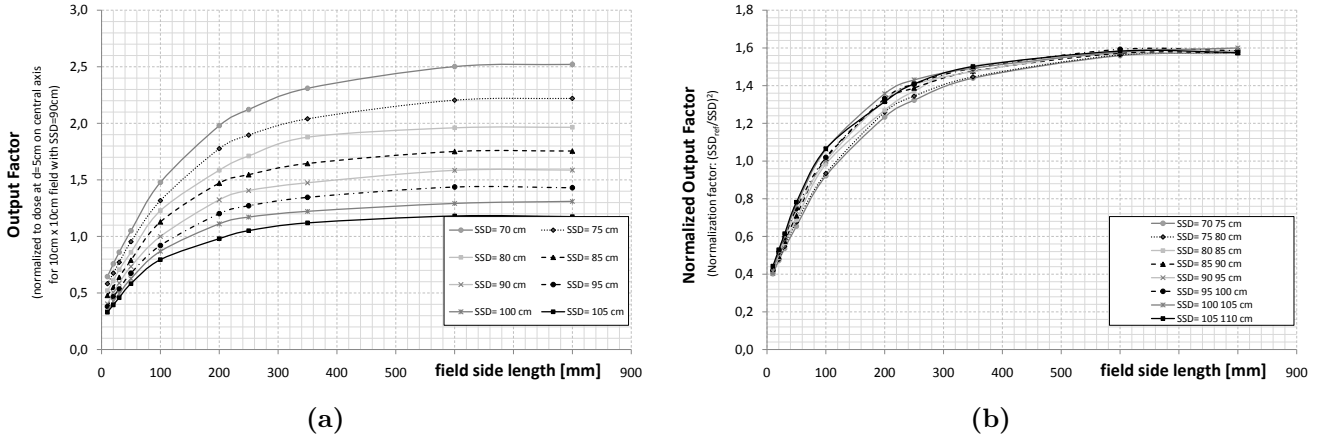 3,0
2,5
2,0
1,5
1,0
0,5
0,0
Output Factor
(normalized to dose at d=5cm on central axis
for 10cm x 10cm field with SSD=90cm)
SSD= 70 cm
SSD= 75 cm
SSD= 80 cm
SSD= 85 cm
SSD= 90 cm
SSD= 95 cm
SSD= 100 cm
SSD= 105 cm
0 100 200 300 400 500 field side length [mm] 900
(a)
1,8
1,6
1,4
1,2
1,0
0,8
0,6
0,4
0,2
0,0
Normalized Output Factor
(Normalization factor: (SSDref/SSD)²)
SSD= 70 75 cm
SSD= 75 80 cm
SSD= 80 85 cm
SSD= 85 90 cm
SSD= 90 95 cm
SSD= 95 100 cm
SSD= 100 105 cm
SSD= 105 110 cm
0 100 200 300 400 500 field side length [mm] 900
(b)